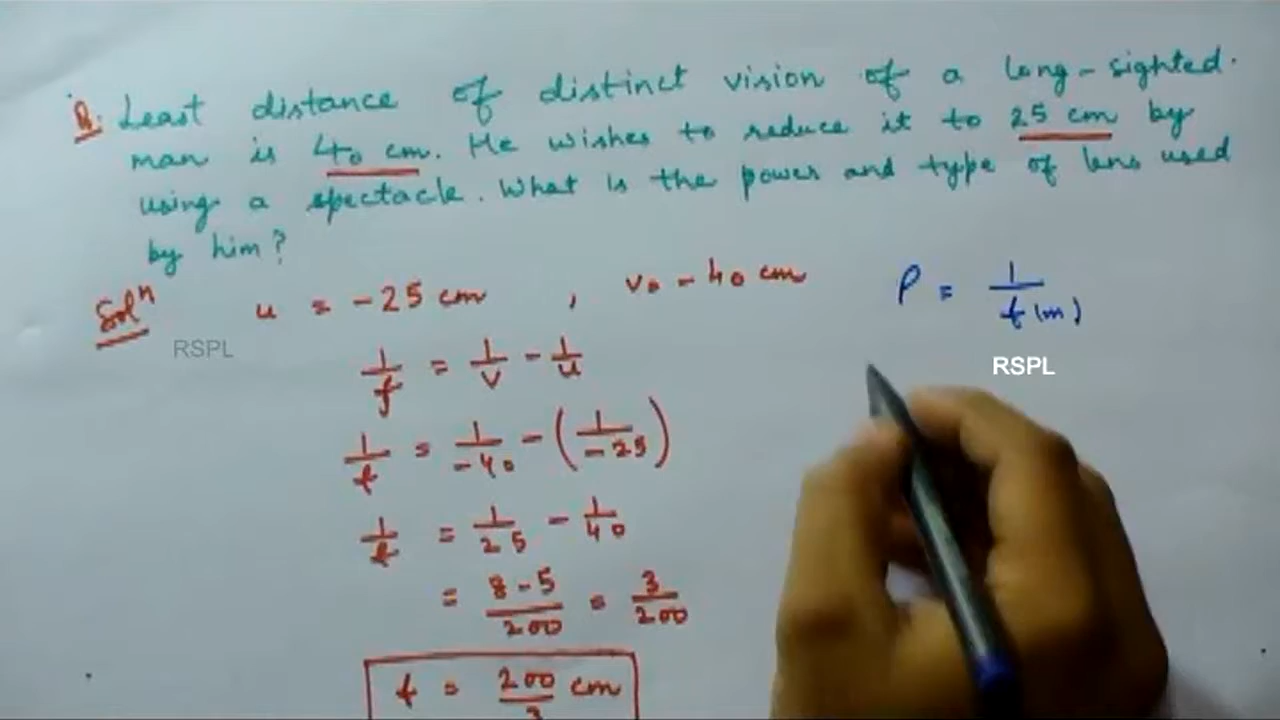 Q. Least distance of distinct vision of a long-sighted.
man is 40 cm. He wishes to reduce it to 25 cm by
using a spectacle. What is the power and type of lens used
by him?
Solⁿ u = -25 cm , v = -40 cm
P = 1/f(m)
RSPL
RSPL
1/f = 1/v - 1/u
1/f = 1/-40 - (1/-25)
1/f = 1/25 - 1/40
= 8-5/200 = 3/200
f = 200/3 cm